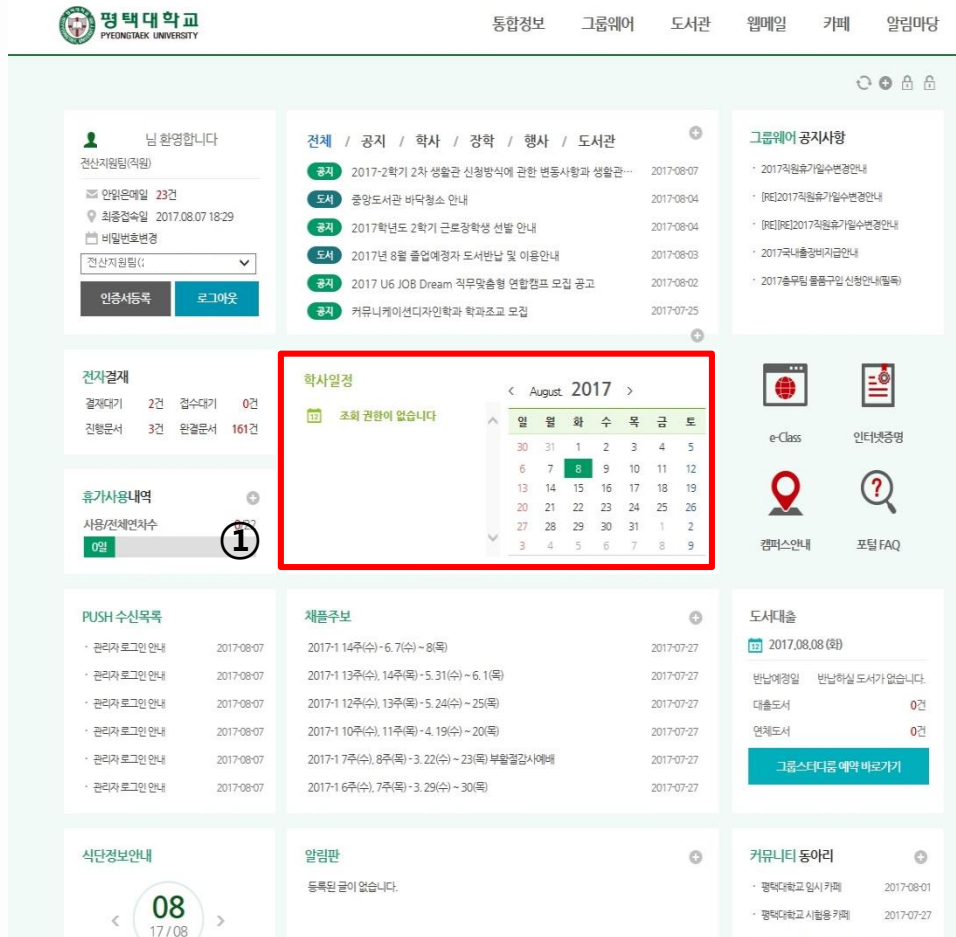 평택대학교
PYEONGTAEK UNIVERSITY
통합정보 그룹웨어 도서관 웹메일 카페 알림마당
님 환영합니다
전산지원팀(직원)
안읽은메일 23건
최종접속일 2017.08.07 18:29
비밀번호변경
전산지원팀(
인증서등록 로그아웃
전체 / 공지 / 학사 / 장학 / 행사 / 도서관
공지 2017-2학기 2차 생활관 신청방식에 관한 변동사항과 생활관… 2017-08-07
도서 중앙도서관 바닥청소 안내 2017-08-04
공지 2017학년도 2학기 근로장학생 선발 안내 2017-08-04
도서 2017년 8월 졸업예정자 도서반납 및 이용안내 2017-08-03
공지 2017 U6 JOB Dream 직무맞춤형 연합캠프 모집 공고 2017-08-02
공지 커뮤니케이션디자인학과 학과조교 모집 2017-07-25
그룹웨어 공지사항
· 2017직원휴가일수변경안내
· [RE]2017직원휴가일수변경안내
· [RE][RE]2017직원휴가일수변경안내
· 2017국내출장비지급안내
· 2017총무팀 물품구입 신청안내(필독)
전자결재
결재대기 2건 접수대기 0건
진행문서 3건 완결문서 161건
휴가사용내역
사용/전체연차수 /22
0일
①
학사일정
12 조회 권한이 없습니다
< August 2017 >
일 월 화 수 목 금 토
30 31 1 2 3 4 5
6 7 8 9 10 11 12
13 14 15 16 17 18 19
20 21 22 23 24 25 26
27 28 29 30 31 1 2
3 4 5 6 7 8 9
e-Class 인터넷증명
캠퍼스안내 포털 FAQ
PUSH 수신목록
· 관리자 로그인 안내 2017-08-07
· 관리자 로그인 안내 2017-08-07
· 관리자 로그인 안내 2017-08-07
· 관리자 로그인 안내 2017-08-07
· 관리자 로그인 안내 2017-08-07
· 관리자 로그인 안내 2017-08-07
채플주보
2017-1 14주(수) - 6. 7(수) ~ 8(목) 2017-07-27
2017-1 13주(수), 14주(목) - 5. 31(수) ~ 6. 1(목) 2017-07-27
2017-1 12주(수), 13주(목) - 5. 24(수) ~ 25(목) 2017-07-27
2017-1 10주(수), 11주(목) - 4. 19(수) ~ 20(목) 2017-07-27
2017-1 7주(수), 8주(목) - 3. 22(수) ~ 23(목) 부활절감사예배 2017-07-27
2017-1 6주(수), 7주(목) - 3. 29(수) ~ 30(목) 2017-07-27
도서대출
12 2017.08.08 (화)
반납예정일 반납하실 도서가 없습니다.
대출도서 0건
연체도서 0건
그룹스터디룸 예약 바로가기
식단정보안내
< 08 >
17 / 08
알림판
등록된 글이 없습니다.
커뮤니티 동아리
· 평택대학교 임시 카페 2017-08-01
· 평택대학교 시험용 카페 2017-07-27